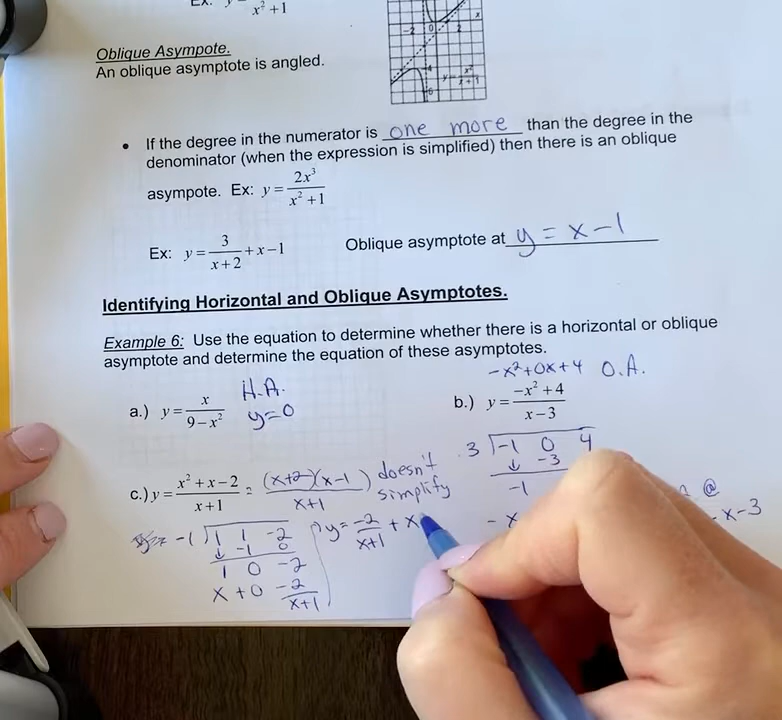 x² + 1
Oblique Asympote.
An oblique asymptote is angled.
• If the degree in the numerator is one more than the degree in the
denominator (when the expression is simplified) then there is an oblique
asympote. Ex: y = 2x³ / x² + 1
Ex: y = 3 / x + 2 + x − 1 Oblique asymptote at y = x − 1
Identifying Horizontal and Oblique Asymptotes.
Example 6: Use the equation to determine whether there is a horizontal or oblique
asymptote and determine the equation of these asymptotes.
a.) y = x / 9 − x² H.A. y = 0
-x² + 0x + 4 O.A.
b.) y = −x² + 4 / x − 3
3 -1 0 4
↓ -3
-1
- x
@
- x - 3
c.) y = x² + x − 2 / x + 1 = (x+2)(x-1) / x+1 doesn't simplify
-1 1 1 -2
↓ -1 0
1 0 -2
x + 0 -2 / x+1
y = -2 / x+1 + x